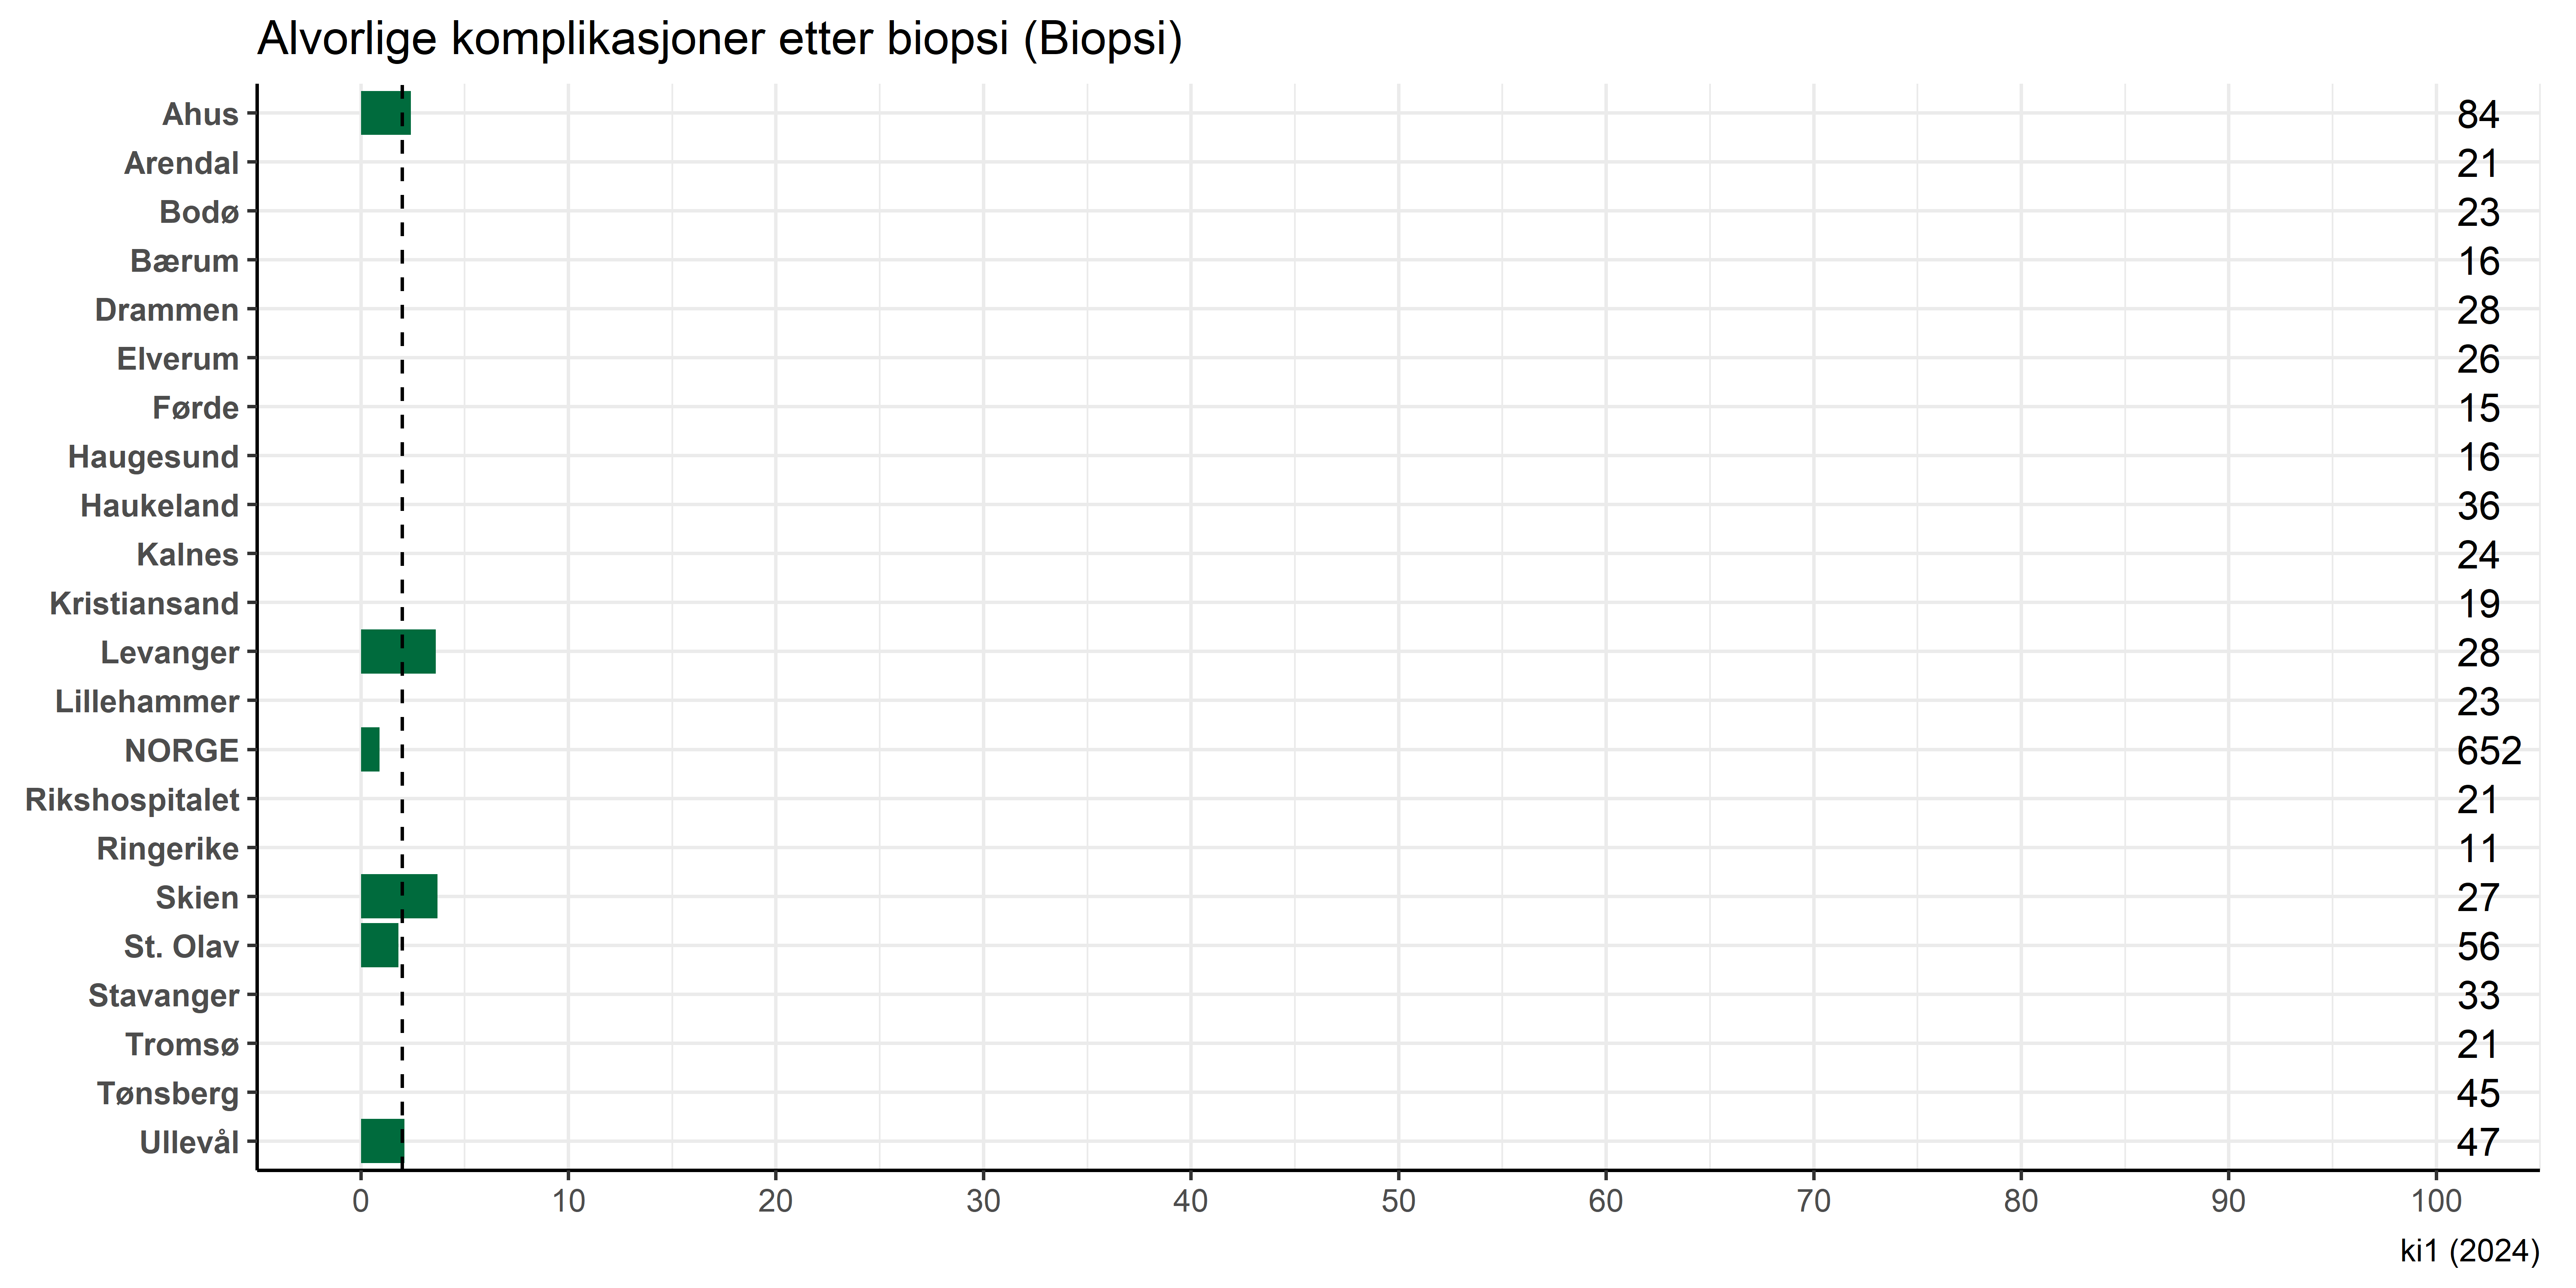 Alvorlige komplikasjoner etter biopsi (Biopsi)
Ahus 84
Arendal 21
Bodø 23
Bærum 16
Drammen 28
Elverum 26
Førde 15
Haugesund 16
Haukeland 36
Kalnes 24
Kristiansand 19
Levanger 28
Lillehammer 23
NORGE 652
Rikshospitalet 21
Ringerike 11
Skien 27
St. Olav 56
Stavanger 33
Tromsø 21
Tønsberg 45
Ullevål 47
0 10 20 30 40 50 60 70 80 90 100
ki1 (2024)